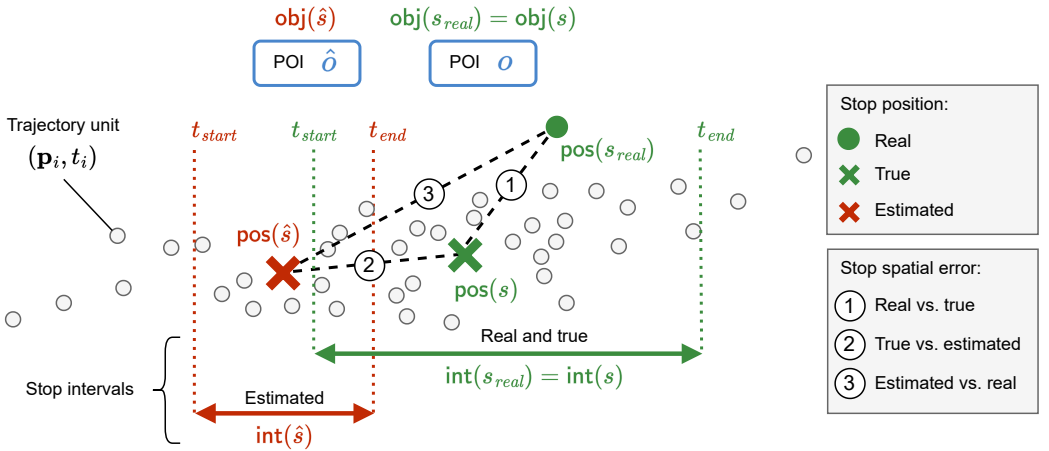 obj(ŝ)
obj(s_real) = obj(s)
POI ô
POI o
Trajectory unit
(p_i, t_i)
t_start
t_start
t_end
t_end
pos(s_real)
3
1
pos(ŝ)
2
pos(s)
Real and true
int(s_real) = int(s)
Stop intervals
Estimated
int(ŝ)
Stop position:
Real
True
Estimated
Stop spatial error:
1 Real vs. true
2 True vs. estimated
3 Estimated vs. real